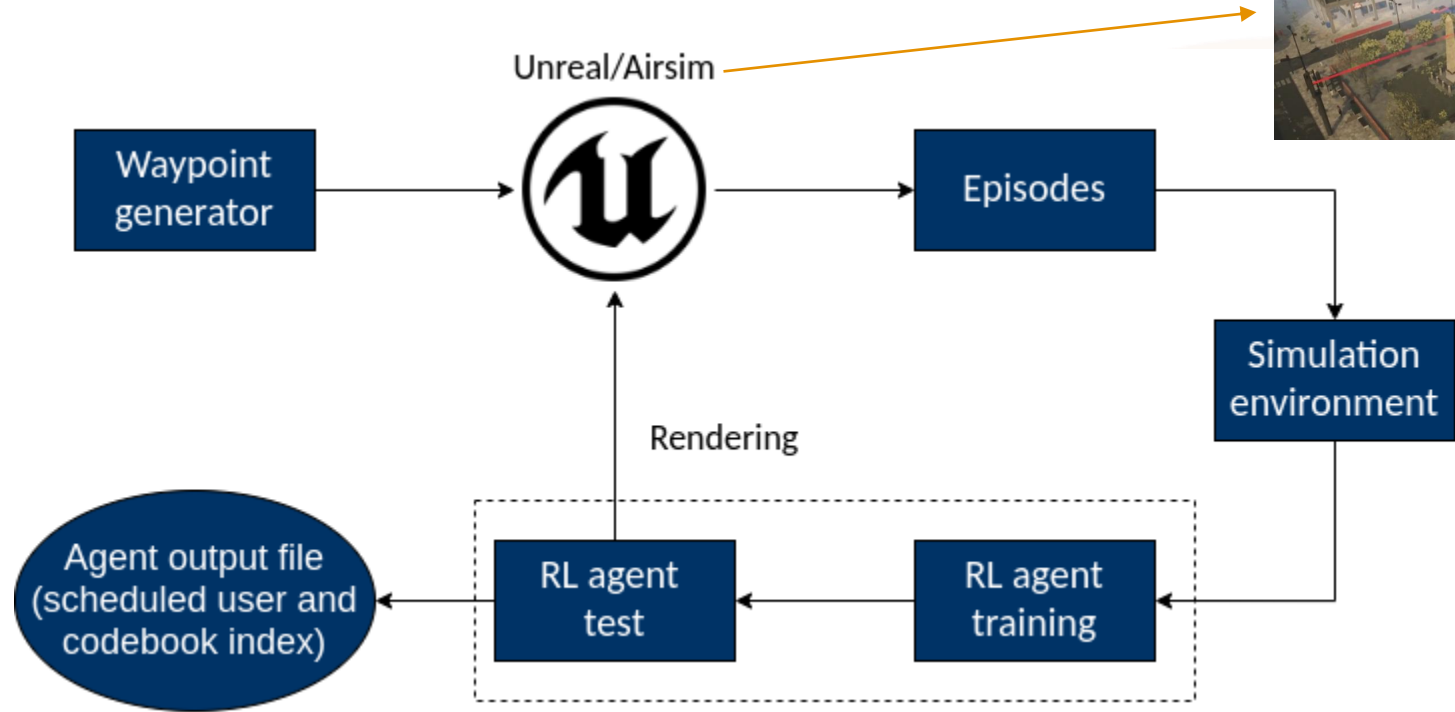 Unreal/Airsim
Waypoint
generator
Episodes
Simulation
environment
Rendering
Agent output file
(scheduled user and
codebook index)
RL agent
test
RL agent
training